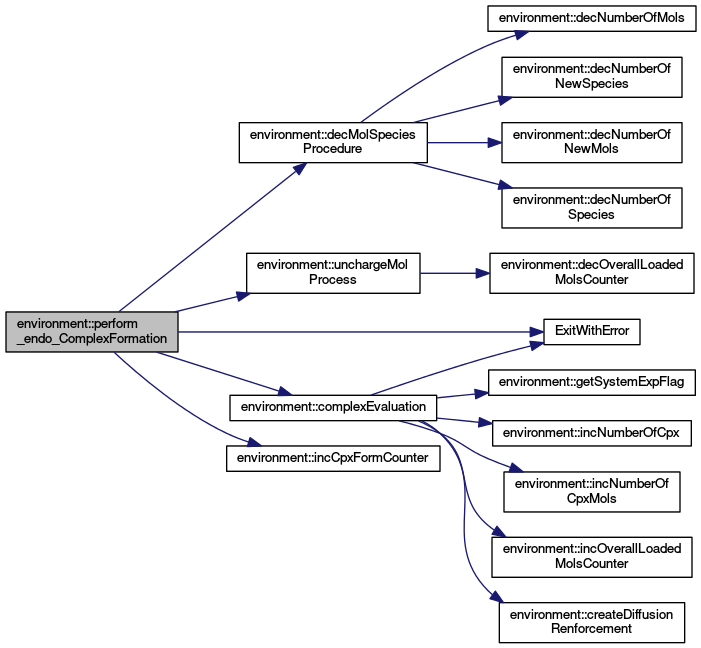 environment::decNumberOfMols
environment::decNumberOf
NewSpecies
environment::decMolSpecies
Procedure
environment::decNumberOf
NewMols
environment::decNumberOf
Species
environment::unchargeMol
Process
environment::decOverallLoaded
MolsCounter
environment::perform
_endo_ComplexFormation
ExitWithError
environment::getSystemExpFlag
environment::complexEvaluation
environment::incNumberOfCpx
environment::incCpxFormCounter
environment::incNumberOf
CpxMols
environment::incOverallLoaded
MolsCounter
environment::createDiffusion
Renforcement